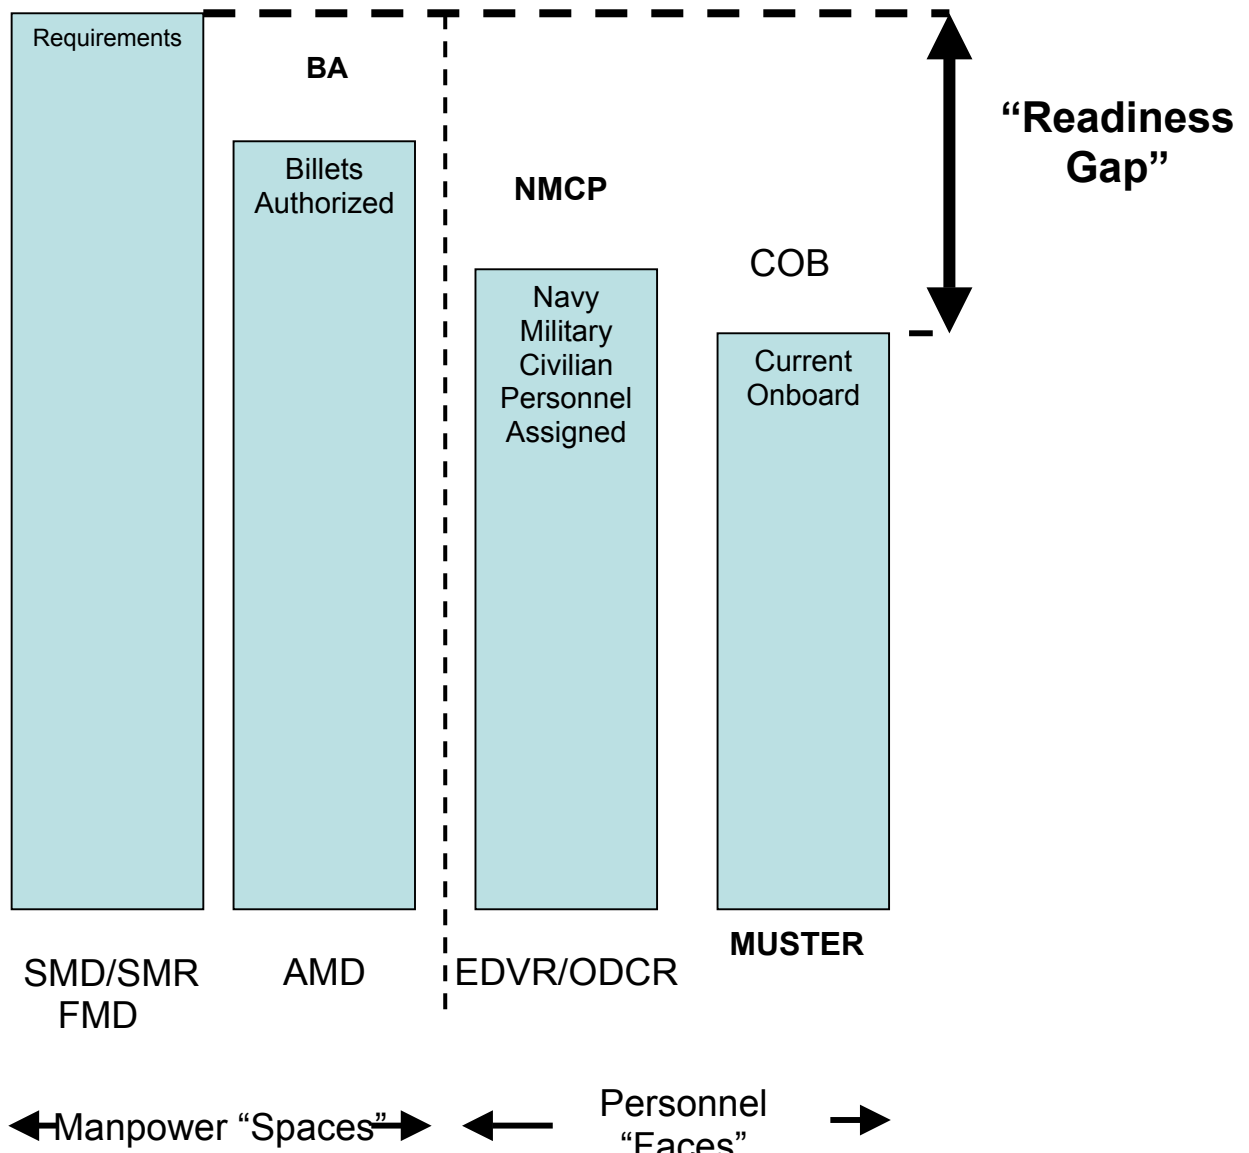 Requirements
BA
Billets
Authorized
NMCP
Navy
Military
Civilian
Personnel
Assigned
COB
Current
Onboard
“Readiness
Gap”
SMD/SMR
FMD
AMD
EDVR/ODCR
MUSTER
Manpower “Spaces”
Personnel
“Faces”